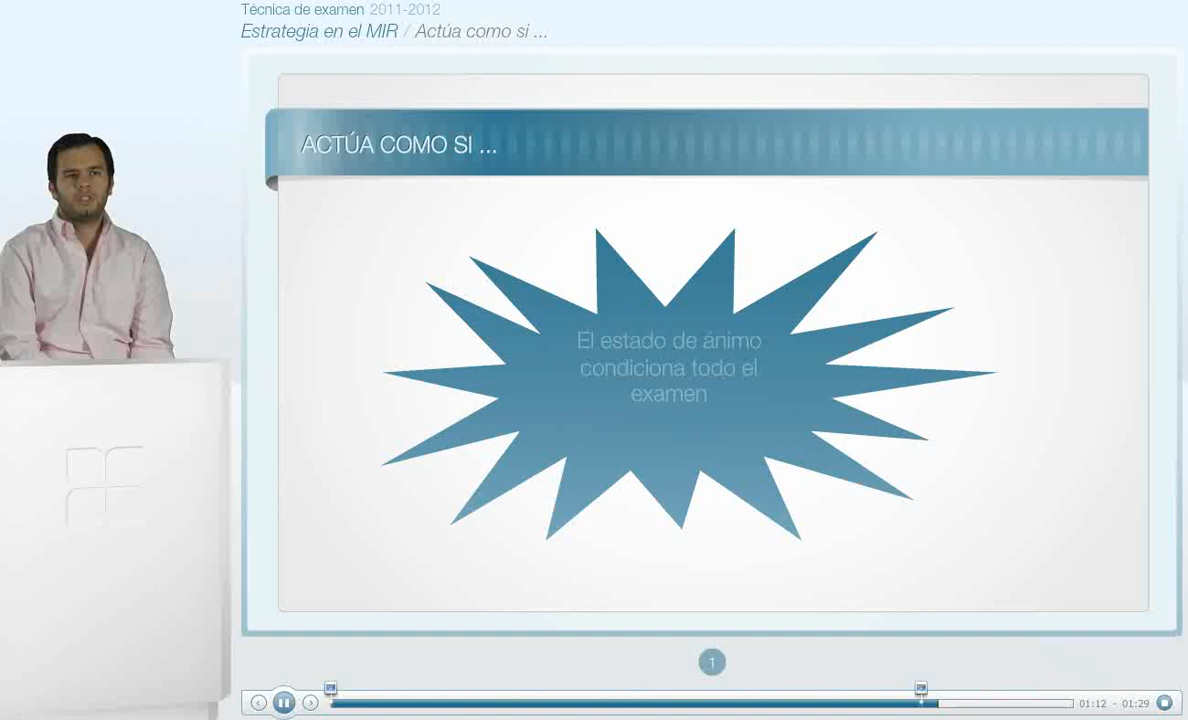 Técnica de examen 2011-2012
Estrategia en el MIR / Actúa como si ...
ACTÚA COMO SI ...
El estado de ánimo
condiciona todo el
examen
1
01:12 - 01:29